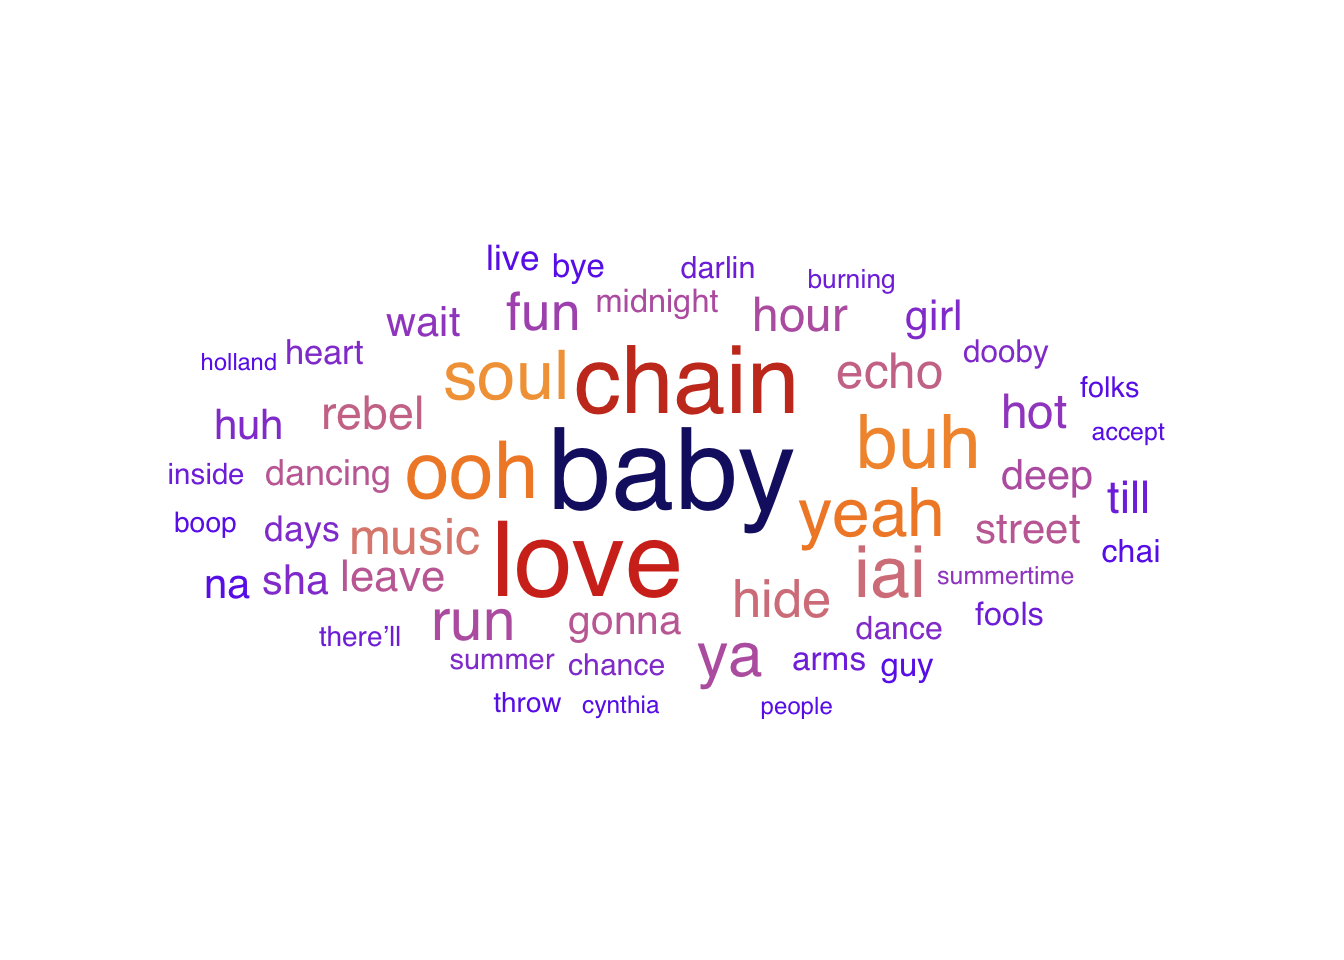 live bye darlin burning
wait fun midnight hour girl
holland heart soul chain echo dooby folks
huh rebel hot accept
inside dancing ooh baby buh deep till
boop days music yeah street chai
na sha leave love iai summertime
there’ll run gonna hide dance fools
summer chance ya arms guy
throw cynthia people